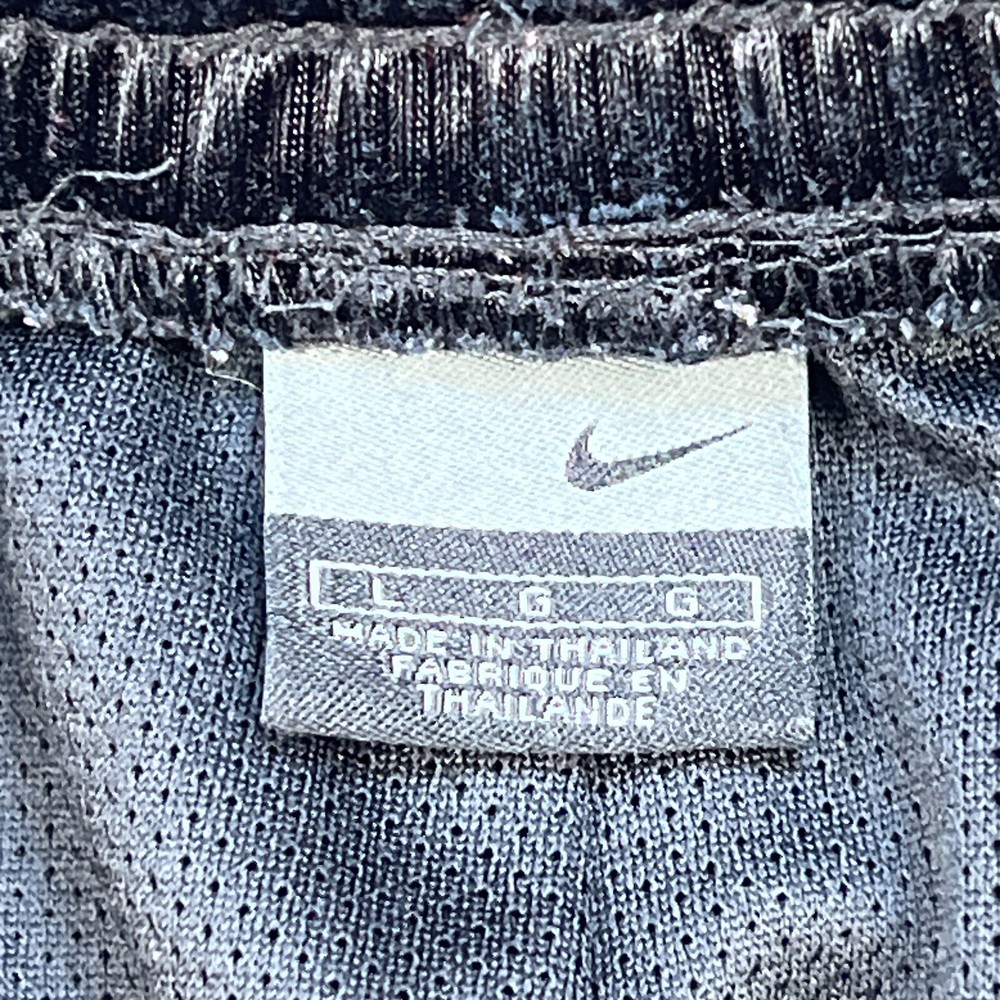 L G G
MADE IN THAILAND
FABRIQUE EN
THAILANDE